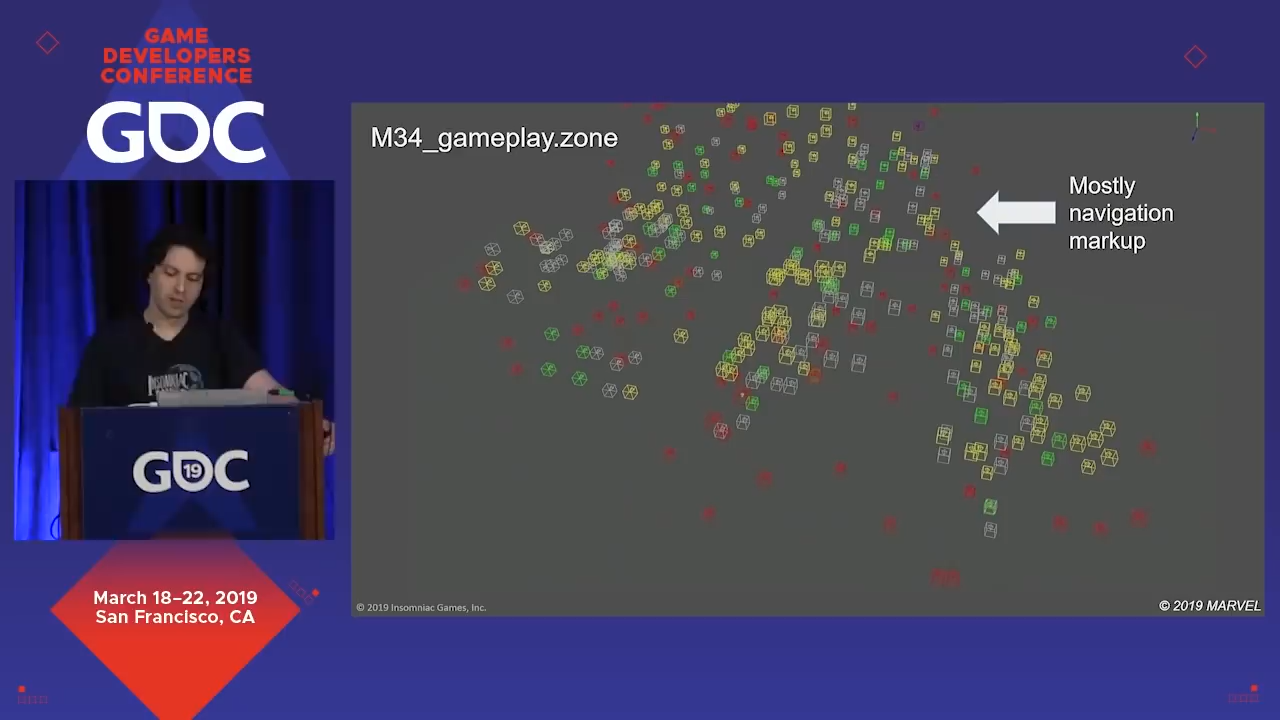 GAME
DEVELOPERS
CONFERENCE
GDC
M34_gameplay.zone
Mostly
navigation
markup
INSOMNIAC
GDC
19
March 18–22, 2019
San Francisco, CA
© 2019 Insomniac Games, Inc.
© 2019 MARVEL